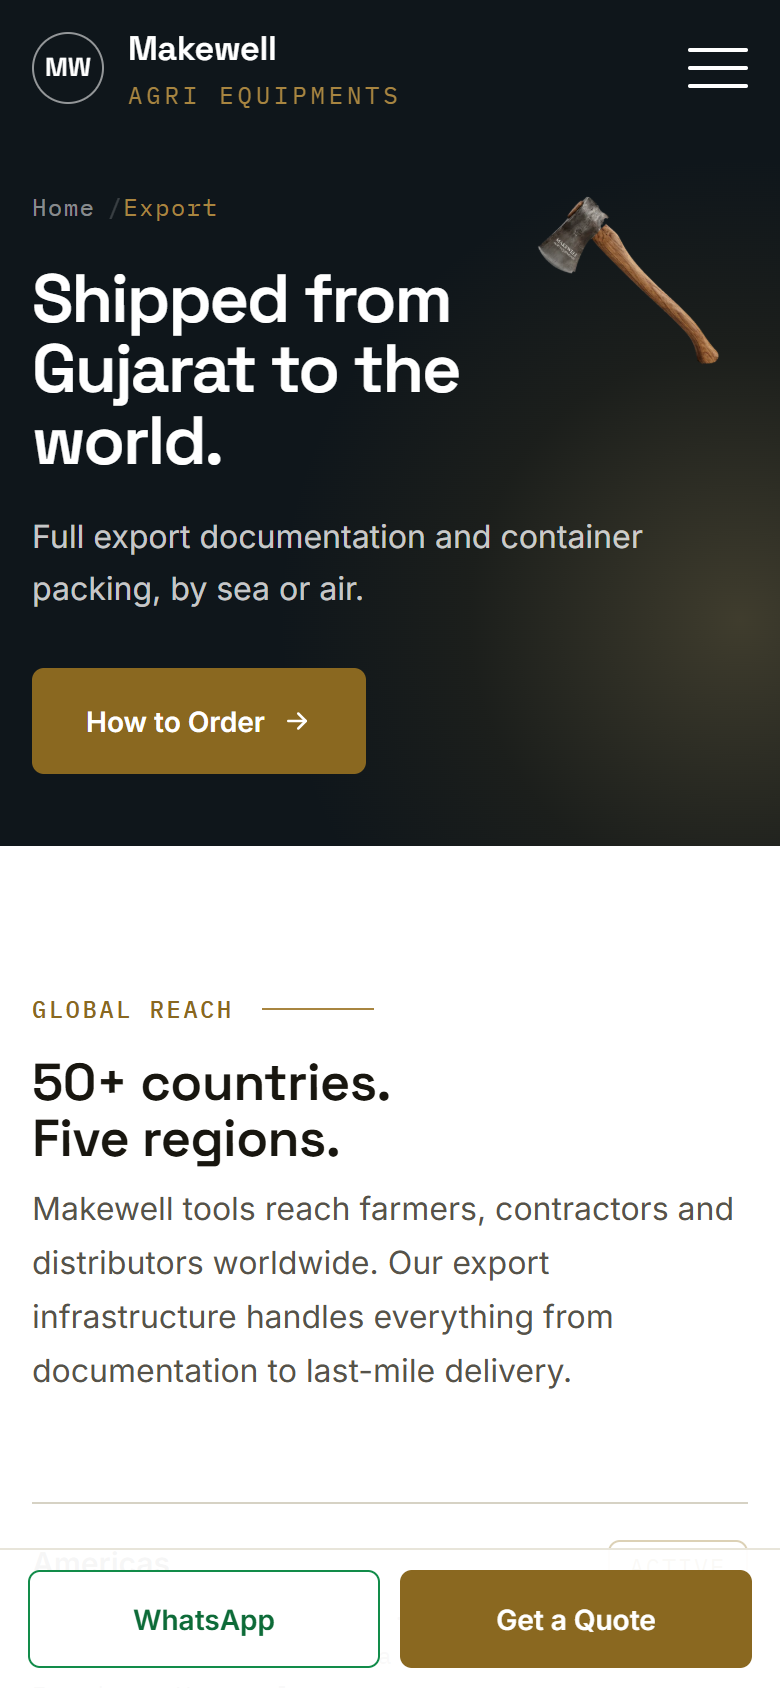 MW
Makewell
AGRI EQUIPMENTS
Home /Export
MAKEWELL
Shipped from
Gujarat to the
world.
Full export documentation and container
packing, by sea or air.
How to Order →
GLOBAL REACH
50+ countries.
Five regions.
Makewell tools reach farmers, contractors and
distributors worldwide. Our export
infrastructure handles everything from
documentation to last-mile delivery.
Americas ACTIVE
WhatsApp Get a Quote